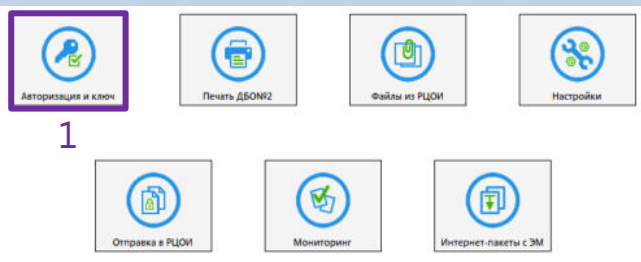 Авторизация и ключ
Печать ДБО№2
Файлы из РЦОИ
Настройки
1
Отправка в РЦОИ
Мониторинг
Интернет-пакеты с ЭМ